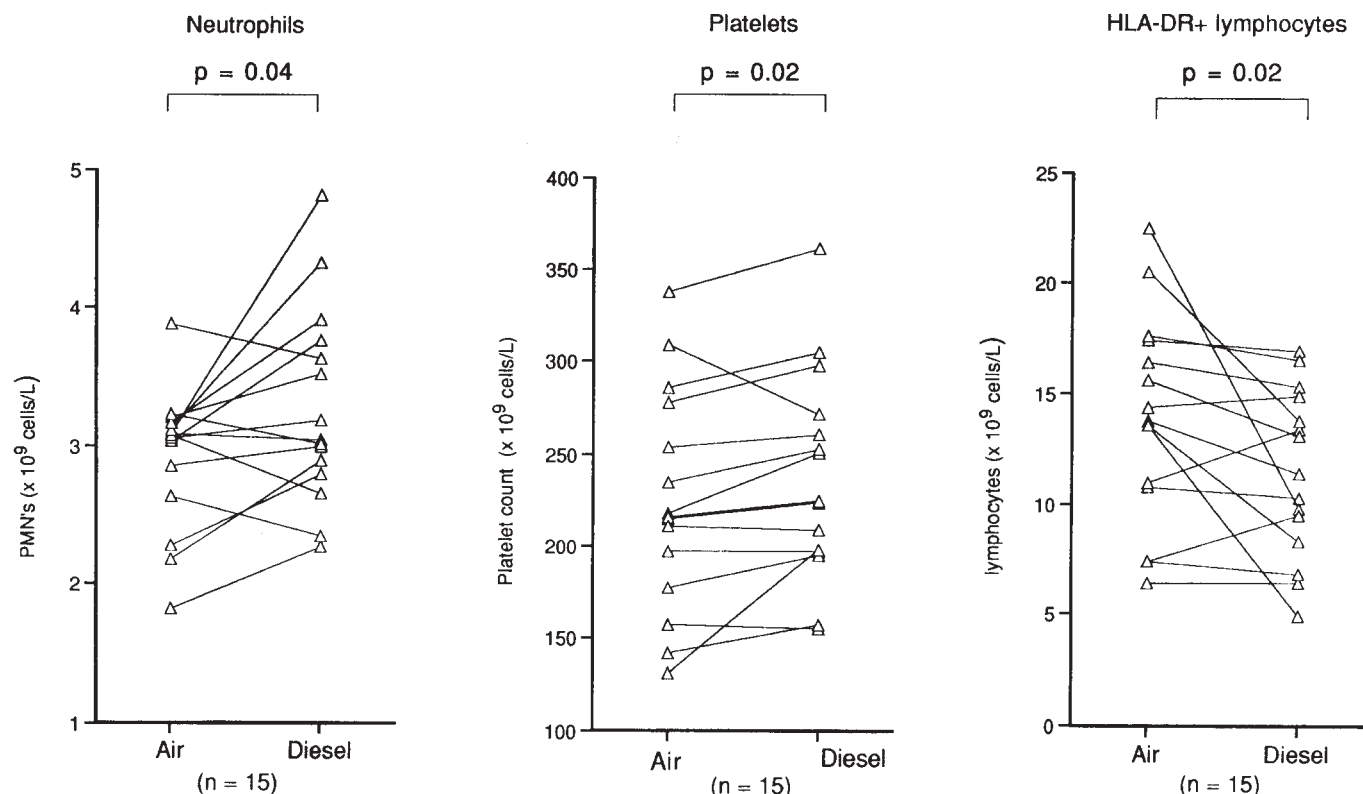 Neutrophils
p = 0.04
PMN's (x 10⁹ cells/L)
5
4
3
2
1
Air
Diesel
(n = 15)
Platelets
p = 0.02
Platelet count (x 10⁹ cells/L)
400
350
300
250
200
150
100
Air
Diesel
(n = 15)
HLA-DR+ lymphocytes
p = 0.02
lymphocytes (x 10⁹ cells/L)
25
20
15
10
5
0
Air
Diesel
(n = 15)